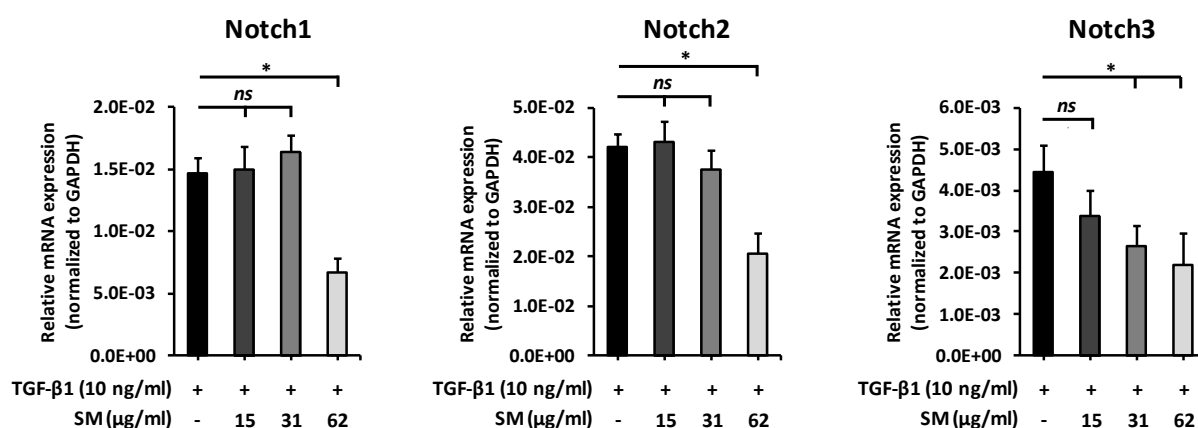 Notch1
*
ns
Relative mRNA expression
(normalized to GAPDH)
2.0E-02
1.5E-02
1.0E-02
5.0E-03
0.0E+00
TGF-β1 (10 ng/ml) + + + +
SM (µg/ml) - 15 31 62
Notch2
*
ns
Relative mRNA expression
(normalized to GAPDH)
5.0E-02
4.0E-02
3.0E-02
2.0E-02
1.0E-02
0.0E+00
TGF-β1 (10 ng/ml) + + + +
SM (µg/ml) - 15 31 62
Notch3
*
ns
Relative mRNA expression
(normalized to GAPDH)
6.0E-03
5.0E-03
4.0E-03
3.0E-03
2.0E-03
1.0E-03
0.0E+00
TGF-β1 (10 ng/ml) + + + +
SM (µg/ml) - 15 31 62